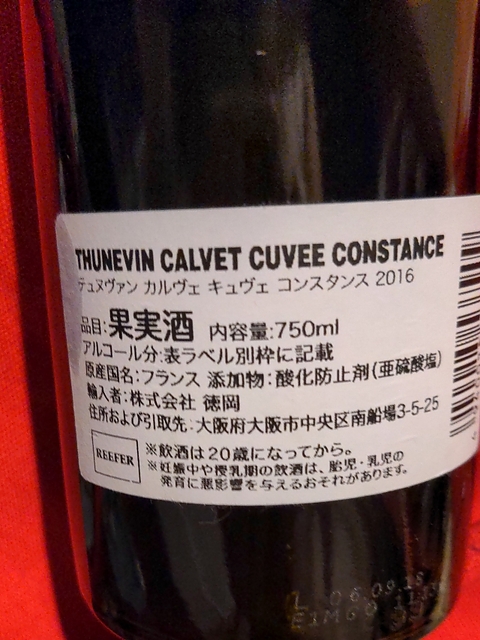 THUNEVIN CALVET CUVEE CONSTANCE
テュヌヴァン カルヴェ キュヴェ コンスタンス 2016
品目:果実酒 内容量:750ml
アルコール分:表ラベル別枠に記載
原産国名:フランス 添加物:酸化防止剤(亜硫酸塩)
輸入者:株式会社 徳岡
住所および引取先:大阪府大阪市中央区南船場3-5-25
REEFER
※飲酒は20歳になってから。
※妊娠中や授乳期の飲酒は、胎児・乳児の
発育に悪影響を与えるおそれがあります。
L 06.09.18